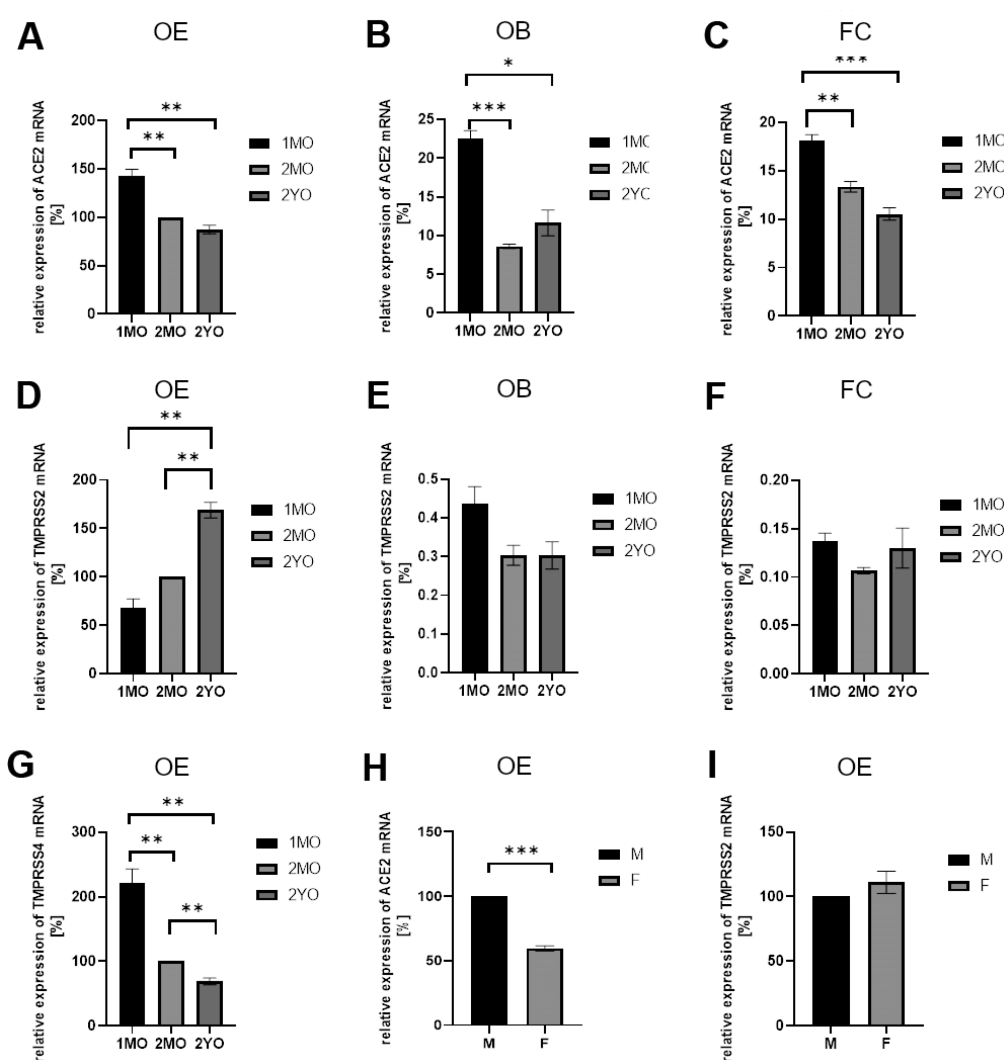 A OE
relative expression of ACE2 mRNA
[%]
200
150
100
50
0
**
**
1MO 2MO 2YO
1MO
2MO
2YO
B OB
relative expression of ACE2 mRNA
[%]
25
20
15
10
5
0
*
***
1MO 2MO 2YO
1MC
2MC
2YC
C FC
relative expression of ACE2 mRNA
[%]
20
15
10
5
0
***
**
1MO 2MO 2YO
1MC
2MC
2YO
D OE
relative expression of TMPRSS2 mRNA
[%]
200
150
100
50
0
**
**
1MO 2MO 2YO
1MO
2MO
2YO
E OB
relative expression of TMPRSS2 mRNA
[%]
0.5
0.4
0.3
0.2
0.1
0.0
1MO 2MO 2YO
1MO
2MO
2YO
F FC
relative expression of TMPRSS2 mRNA
[%]
0.20
0.15
0.10
0.05
0.00
1MO 2MO 2YO
1MO
2MO
2YO
G OE
relative expression of TMPRSS4 mRNA
[%]
300
200
100
0
**
**
**
1MO 2MO 2YO
1MO
2MO
2YO
H OE
relative expression of ACE2 mRNA
[%]
150
100
50
0
***
M F
M
F
I OE
relative expression of TMPRSS2 mRNA
[%]
150
100
50
0
M F
M
F